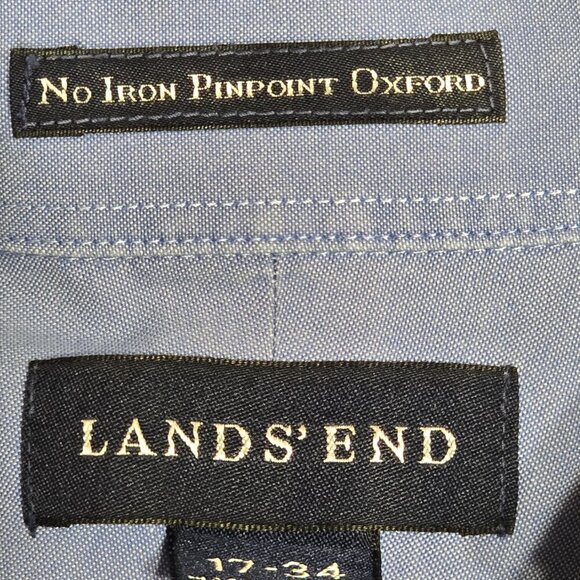 No Iron Pinpoint Oxford
LANDS' END
17-34